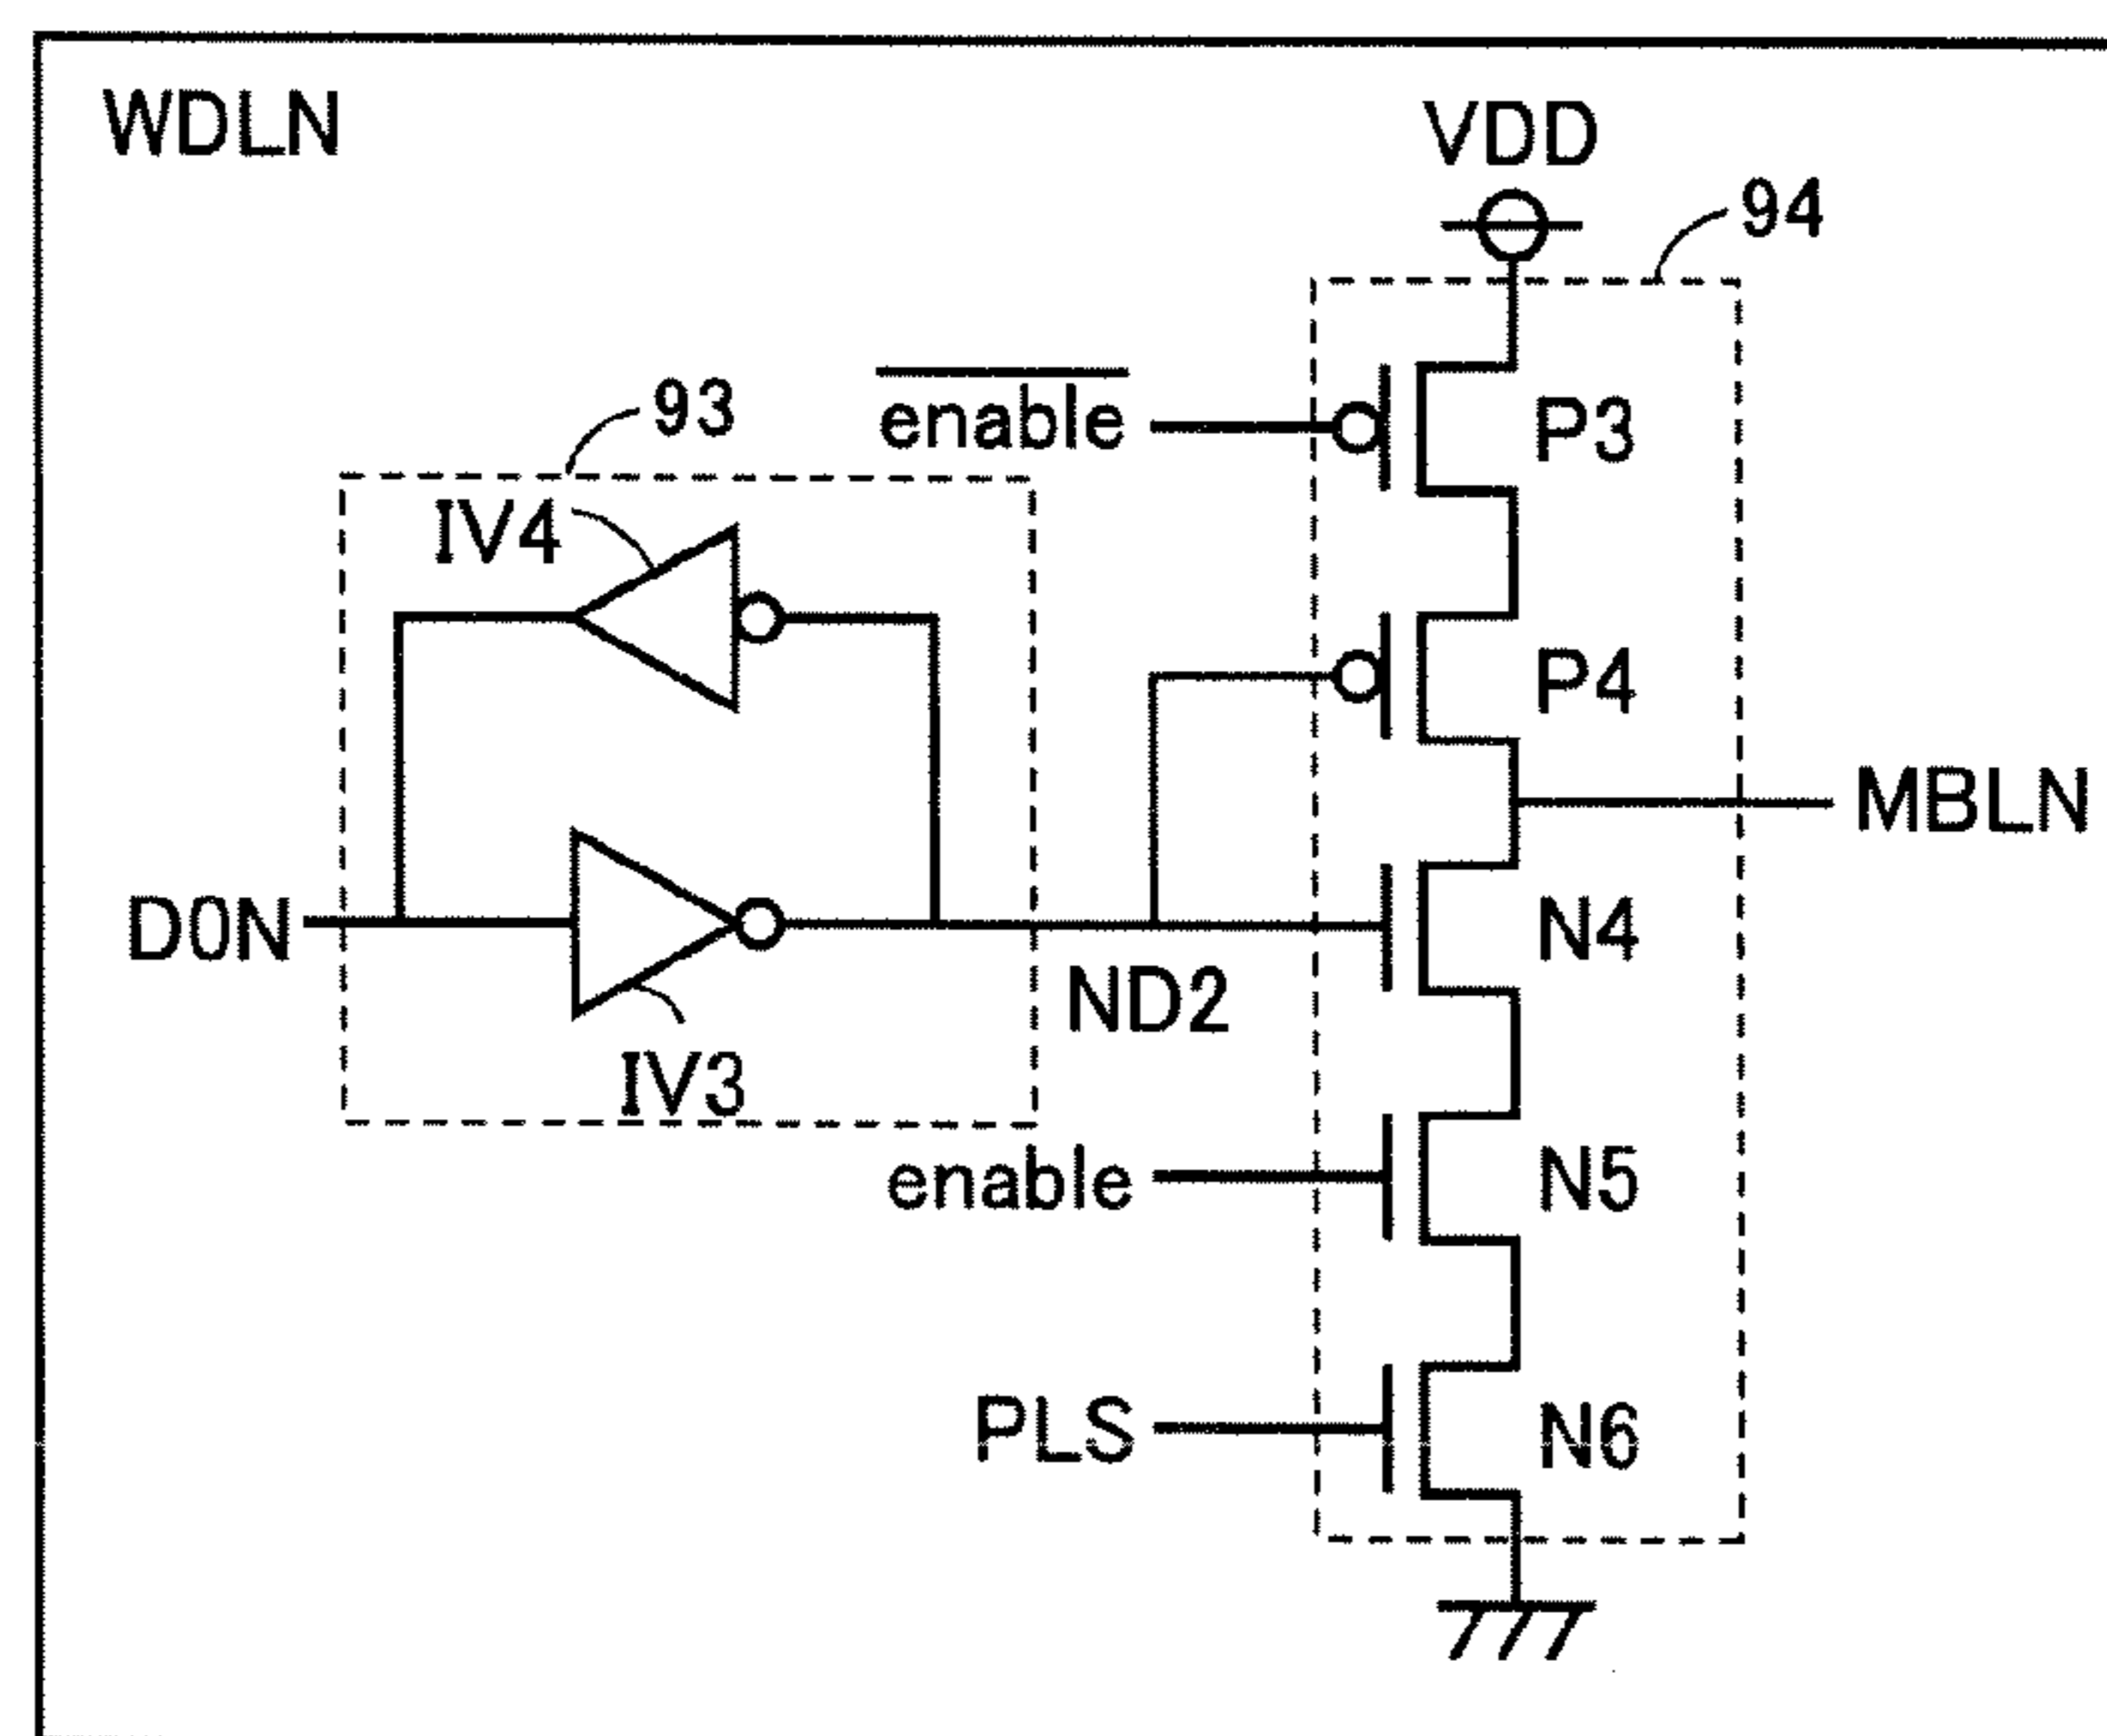 WDLN
VDD
94
93
enable
P3
IV4
P4
MBLN
D0N
N4
ND2
IV3
enable
N5
PLS
N6